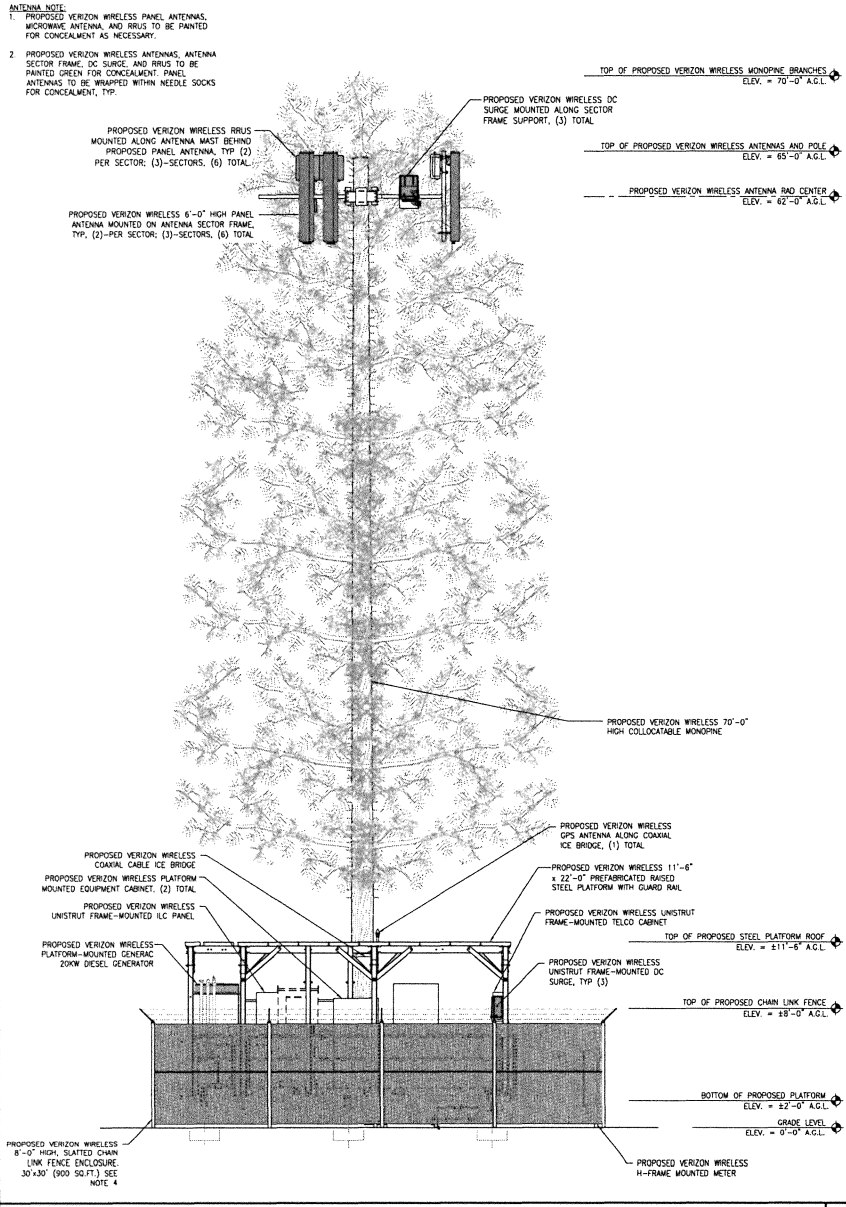 ANTENNA NOTE:
1. PROPOSED VERIZON WIRELESS PANEL ANTENNAS,
MICROWAVE ANTENNA, AND RRUS TO BE PAINTED
FOR CONCEALMENT AS NECESSARY.
2. PROPOSED VERIZON WIRELESS ANTENNAS, ANTENNA
SECTOR FRAME, DC SURGE, AND RRUS TO BE
PAINTED GREEN FOR CONCEALMENT. PANEL
ANTENNAS TO BE WRAPPED WITHIN NEEDLE SOCKS
FOR CONCEALMENT, TYP.
TOP OF PROPOSED VERIZON WIRELESS MONOPINE BRANCHES
ELEV. = 70'-0" A.G.L.
PROPOSED VERIZON WIRELESS DC
SURGE MOUNTED ALONG SECTOR
FRAME SUPPORT, (3) TOTAL
PROPOSED VERIZON WIRELESS RRUS
MOUNTED ALONG ANTENNA MAST BEHIND
PROPOSED PANEL ANTENNA, TYP (2)
PER SECTOR; (3)-SECTORS, (6) TOTAL.
TOP OF PROPOSED VERIZON WIRELESS ANTENNAS AND POLE
ELEV. = 65'-0" A.G.L.
PROPOSED VERIZON WIRELESS ANTENNA RAD CENTER
ELEV. = 62'-0" A.G.L.
PROPOSED VERIZON WIRELESS 6'-0" HIGH PANEL
ANTENNA MOUNTED ON ANTENNA SECTOR FRAME,
TYP, (2)-PER SECTOR; (3)-SECTORS, (6) TOTAL
PROPOSED VERIZON WIRELESS 70'-0"
HIGH COLLOCATABLE MONOPINE
PROPOSED VERIZON WIRELESS
GPS ANTENNA ALONG COAXIAL
ICE BRIDGE, (1) TOTAL
PROPOSED VERIZON WIRELESS
COAXIAL CABLE ICE BRIDGE
PROPOSED VERIZON WIRELESS PLATFORM
MOUNTED EQUIPMENT CABINET. (2) TOTAL
PROPOSED VERIZON WIRELESS
UNISTRUT FRAME-MOUNTED ILC PANEL
PROPOSED VERIZON WIRELESS
PLATFORM-MOUNTED GENERAC
20KW DIESEL GENERATOR
PROPOSED VERIZON WIRELESS 11'-6"
x 22'-0" PREFABRICATED RAISED
STEEL PLATFORM WITH GUARD RAIL
PROPOSED VERIZON WIRELESS UNISTRUT
FRAME-MOUNTED TELCO CABINET
PROPOSED VERIZON WIRELESS
UNISTRUT FRAME-MOUNTED DC
SURGE, TYP (3)
TOP OF PROPOSED STEEL PLATFORM ROOF
ELEV. = ±11'-6" A.G.L.
TOP OF PROPOSED CHAIN LINK FENCE
ELEV. = ±8'-0" A.G.L.
BOTTOM OF PROPOSED PLATFORM
ELEV. = ±2'-0" A.G.L.
GRADE LEVEL
ELEV. = 0'-0" A.G.L.
PROPOSED VERIZON WIRELESS
8'-0" HIGH, SLATTED CHAIN
LINK FENCE ENCLOSURE.
30'x30' (900 SQ.FT.) SEE
NOTE 4
PROPOSED VERIZON WIRELESS
H-FRAME MOUNTED METER